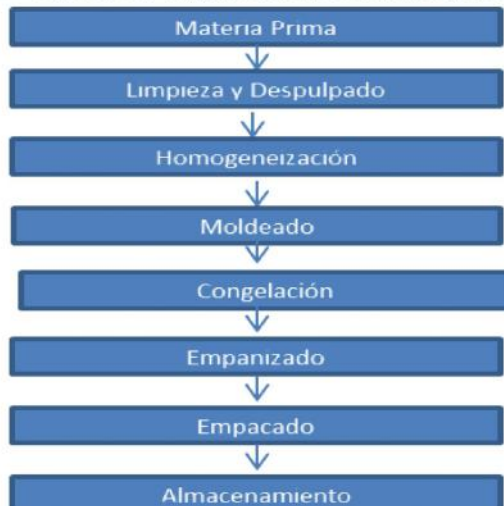 Materia Prima
Limpieza y Despulpado
Homogeneización
Moldeado
Congelación
Empanizado
Empacado
Almacenamiento